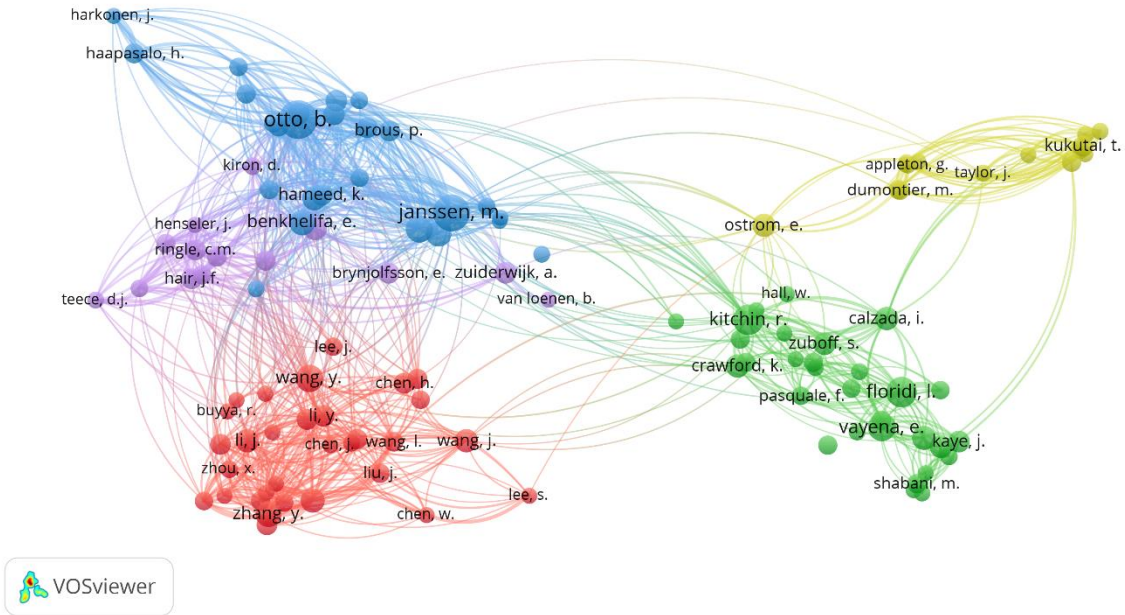 harkonen, j.
haapasalo, h.
otto, b.
brous, p.
kiron, d.
hameed, k.
benkhelifa, e.
janssen, m.
henseler, j.
ringle, c.m.
hair, j.f.
brynjolfsson, e.
zuiderwijk, a.
teece, d.j.
van loenen, b.
appleton, g.
taylor, j.
kukutai, t.
dumontier, m.
ostrom, e.
hall, w.
kitchin, r.
calzada, i.
zuboff, s.
crawford, k.
pasquale, f.
floridi, l.
vayena, e.
kaye, j.
shabani, m.
lee, j.
wang, y.
chen, h.
buyya, r.
li, y.
li, j.
chen, j.
wang, l.
wang, j.
zhou, x.
liu, j.
lee, s.
zhang, y.
chen, w.
VOSviewer